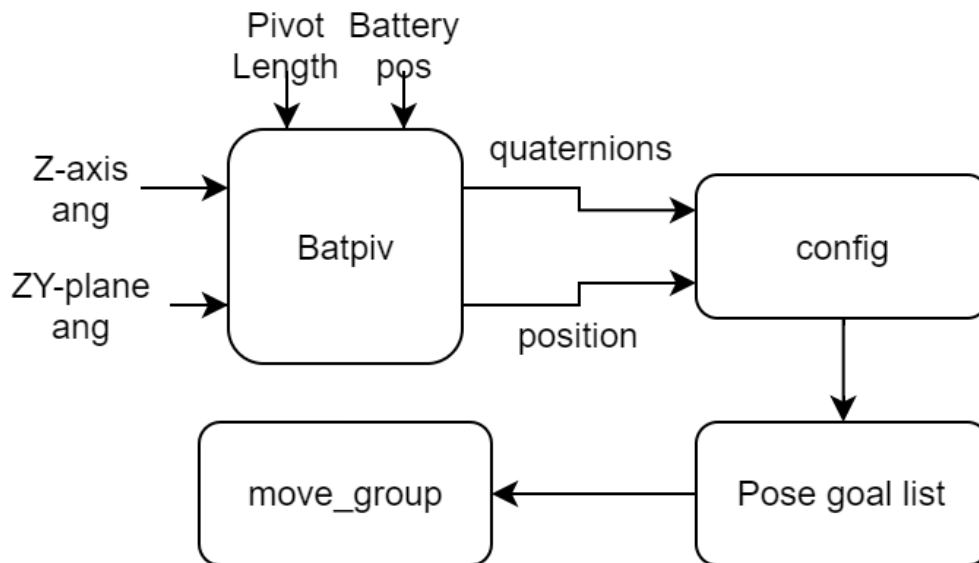 Pivot
Length
Battery
pos
Z-axis
ang
ZY-plane
ang
Batpiv
quaternions
position
config
move_group
Pose goal list